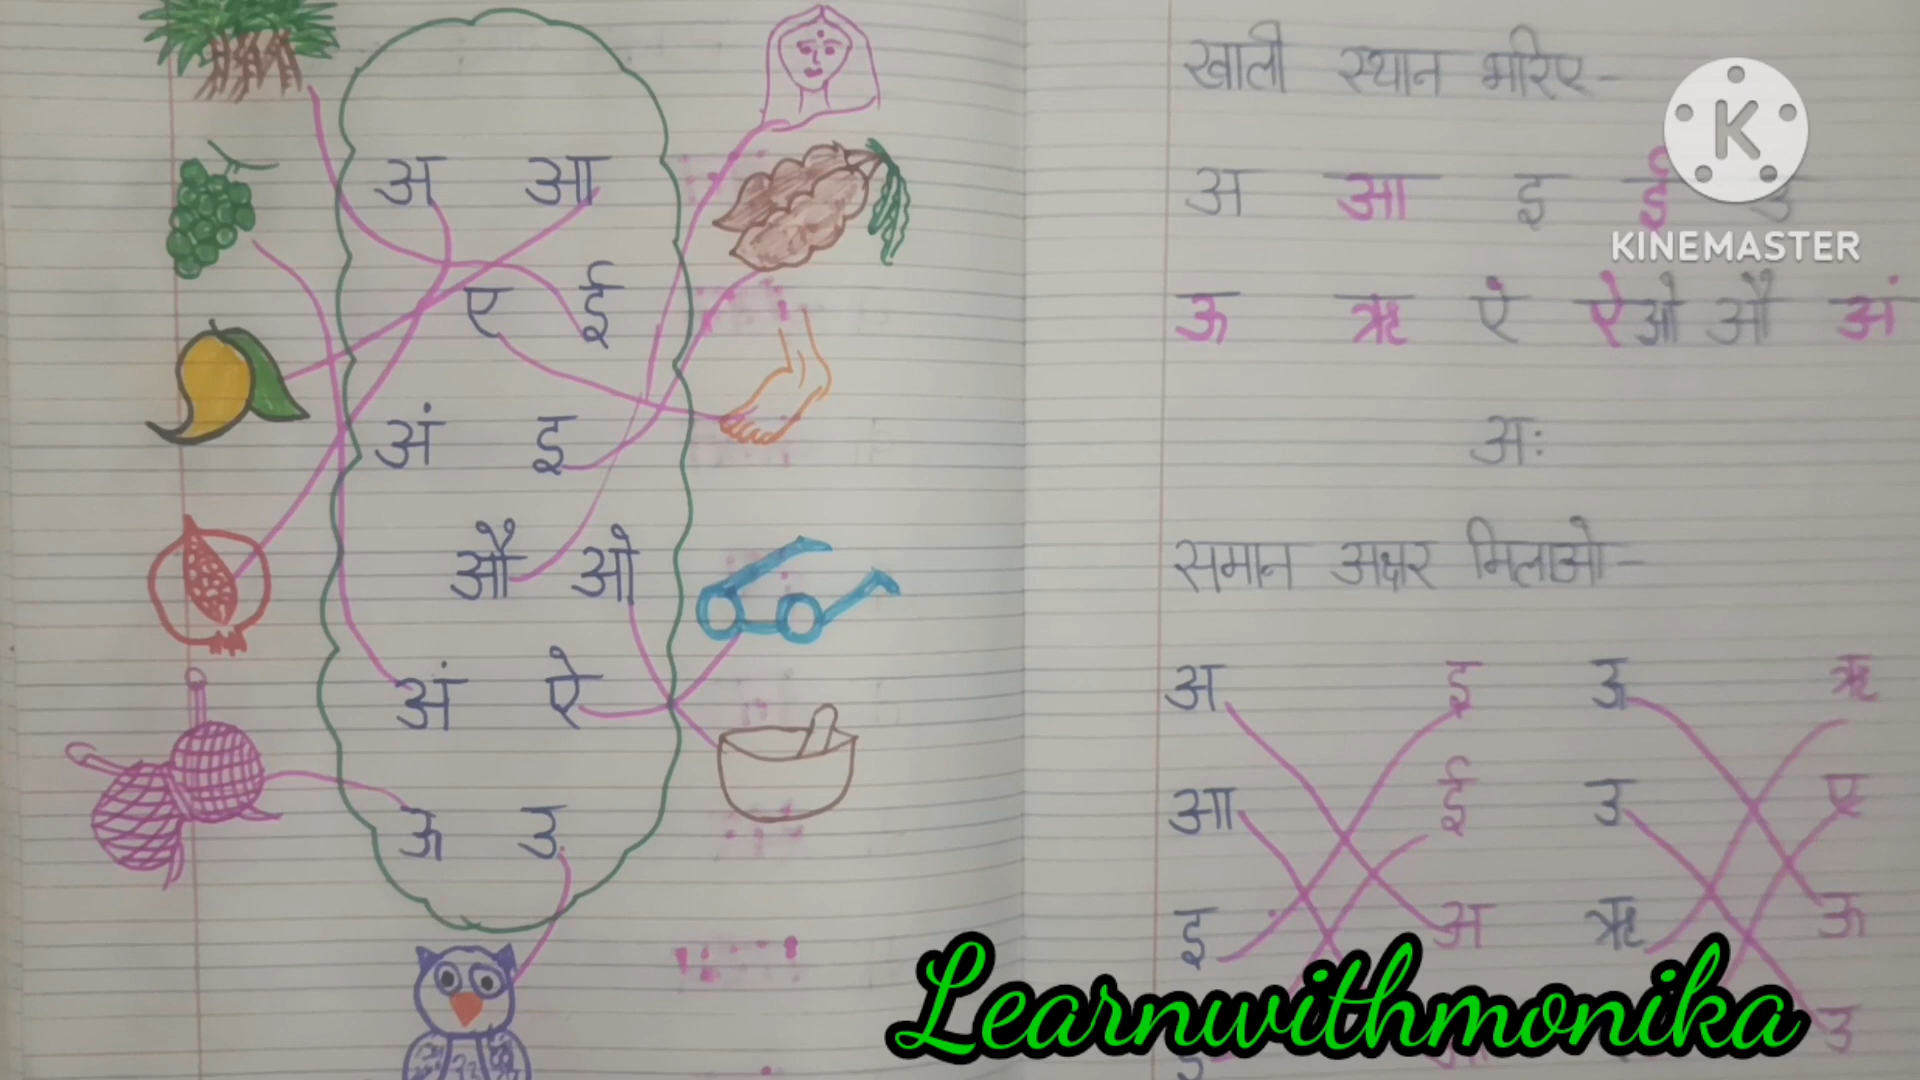 अ आ
ए ई
अं इ
औ ओ
अं ऐ
ऊ उ
खाली स्थान भरिए-
अ आ इ ई उ
ऊ ऋ ऐ ऐ ओ औ अं
अः
समान अक्षर मिलाओ-
अ इ ऊ ऋ
आ ई उ ए
इ अ ऋ ऊ
उ
K
KINEMASTER
Learnwithmonika